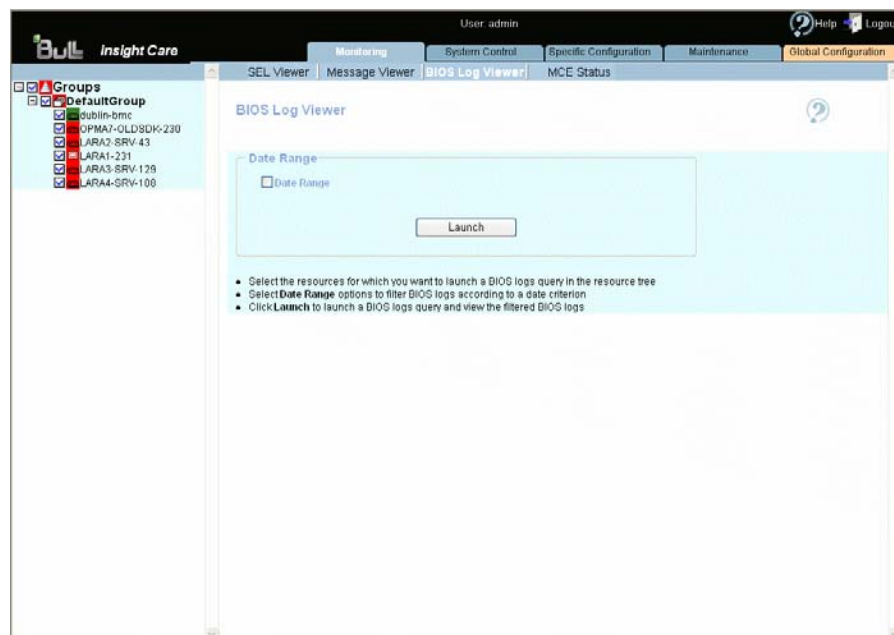 User: admin
Help Logou
Bull Insight Care
Monitoring System Control Specific Configuration Maintenance Global Configuration
SEL Viewer Message Viewer BIOS Log Viewer MCE Status
Groups
DefaultGroup
dublin-bmc
OPMA7-OLDSDK-230
LARA2-SRV-43
LARA1-231
LARA3-SRV-129
LARA4-SRV-108
BIOS Log Viewer
Date Range
Date Range
Launch
• Select the resources for which you want to launch a BIOS logs query in the resource tree
• Select Date Range options to filter BIOS logs according to a date criterion
• Click Launch to launch a BIOS logs query and view the filtered BIOS logs